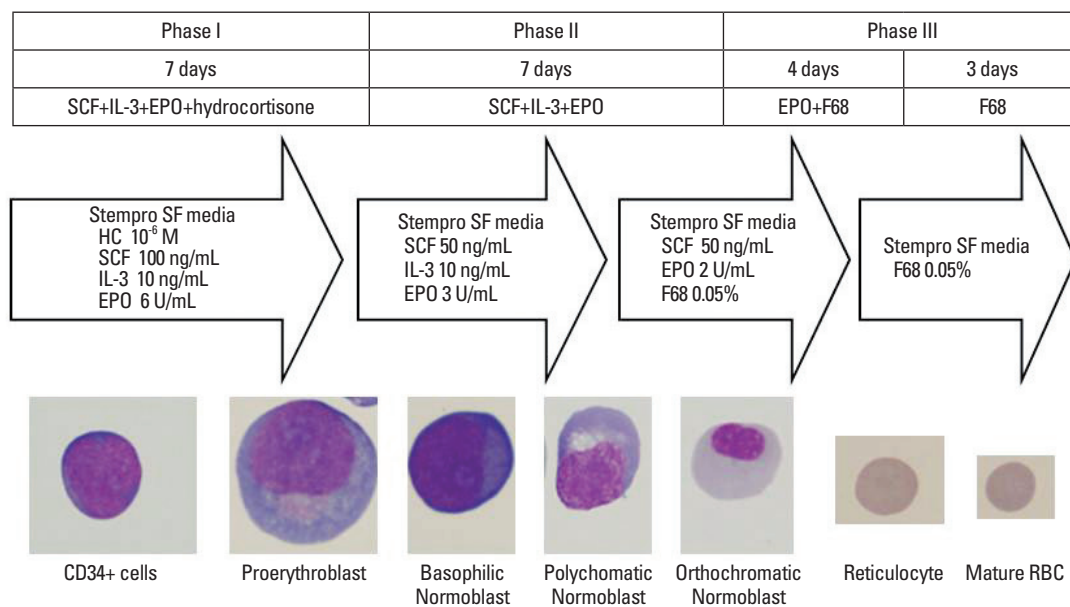 Phase I Phase II Phase III
7 days 7 days 4 days 3 days
SCF+IL-3+EPO+hydrocortisone SCF+IL-3+EPO EPO+F68 F68
Stempro SF media
HC 10⁻⁶ M
SCF 100 ng/mL
IL-3 10 ng/mL
EPO 6 U/mL
Stempro SF media
SCF 50 ng/mL
IL-3 10 ng/mL
EPO 3 U/mL
Stempro SF media
SCF 50 ng/mL
EPO 2 U/mL
F68 0.05%
Stempro SF media
F68 0.05%
CD34+ cells
Proerythroblast
Basophilic
Normoblast
Polychomatic
Normoblast
Orthochromatic
Normoblast
Reticulocyte
Mature RBC